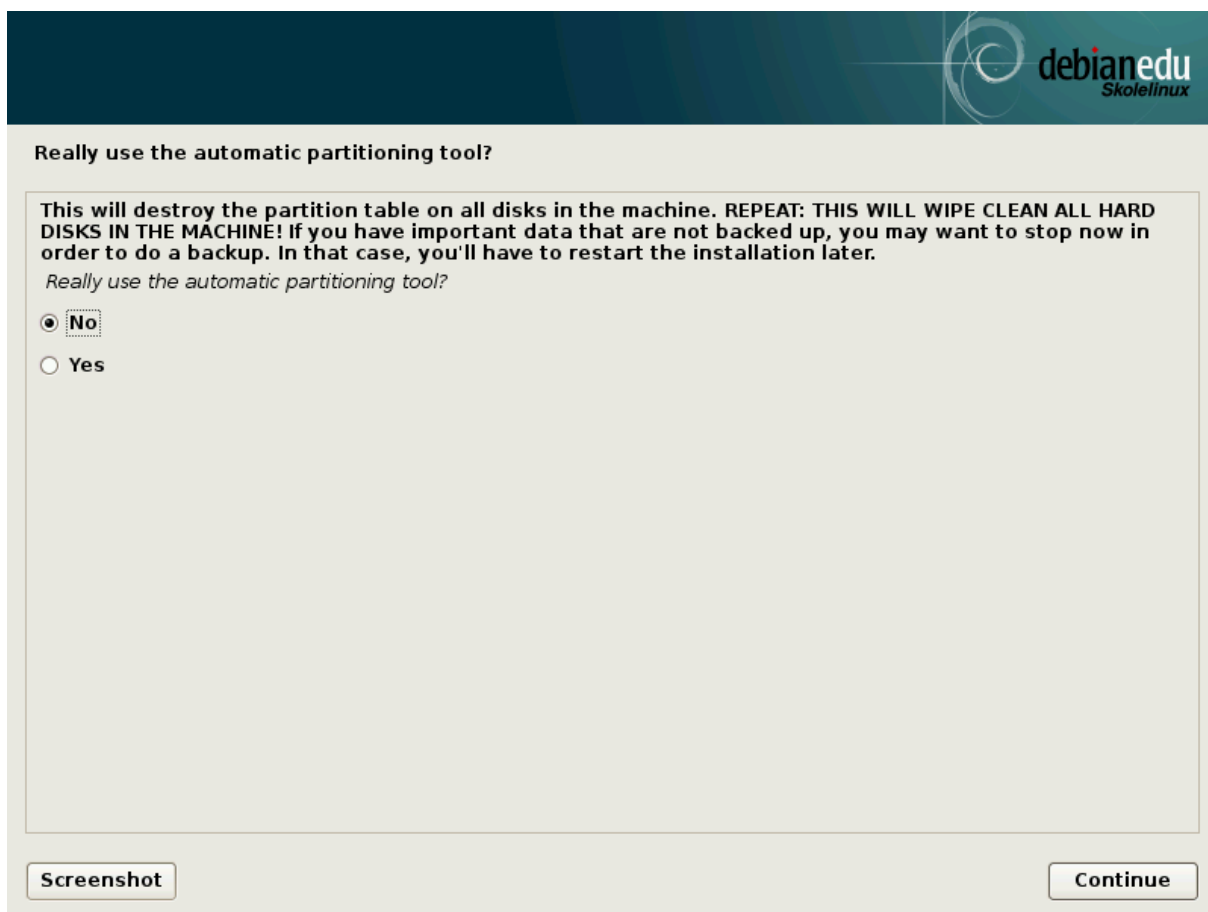 debianedu
Skolelinux
Really use the automatic partitioning tool?
This will destroy the partition table on all disks in the machine. REPEAT: THIS WILL WIPE CLEAN ALL HARD
DISKS IN THE MACHINE! If you have important data that are not backed up, you may want to stop now in
order to do a backup. In that case, you'll have to restart the installation later.
Really use the automatic partitioning tool?
No
Yes
Screenshot
Continue